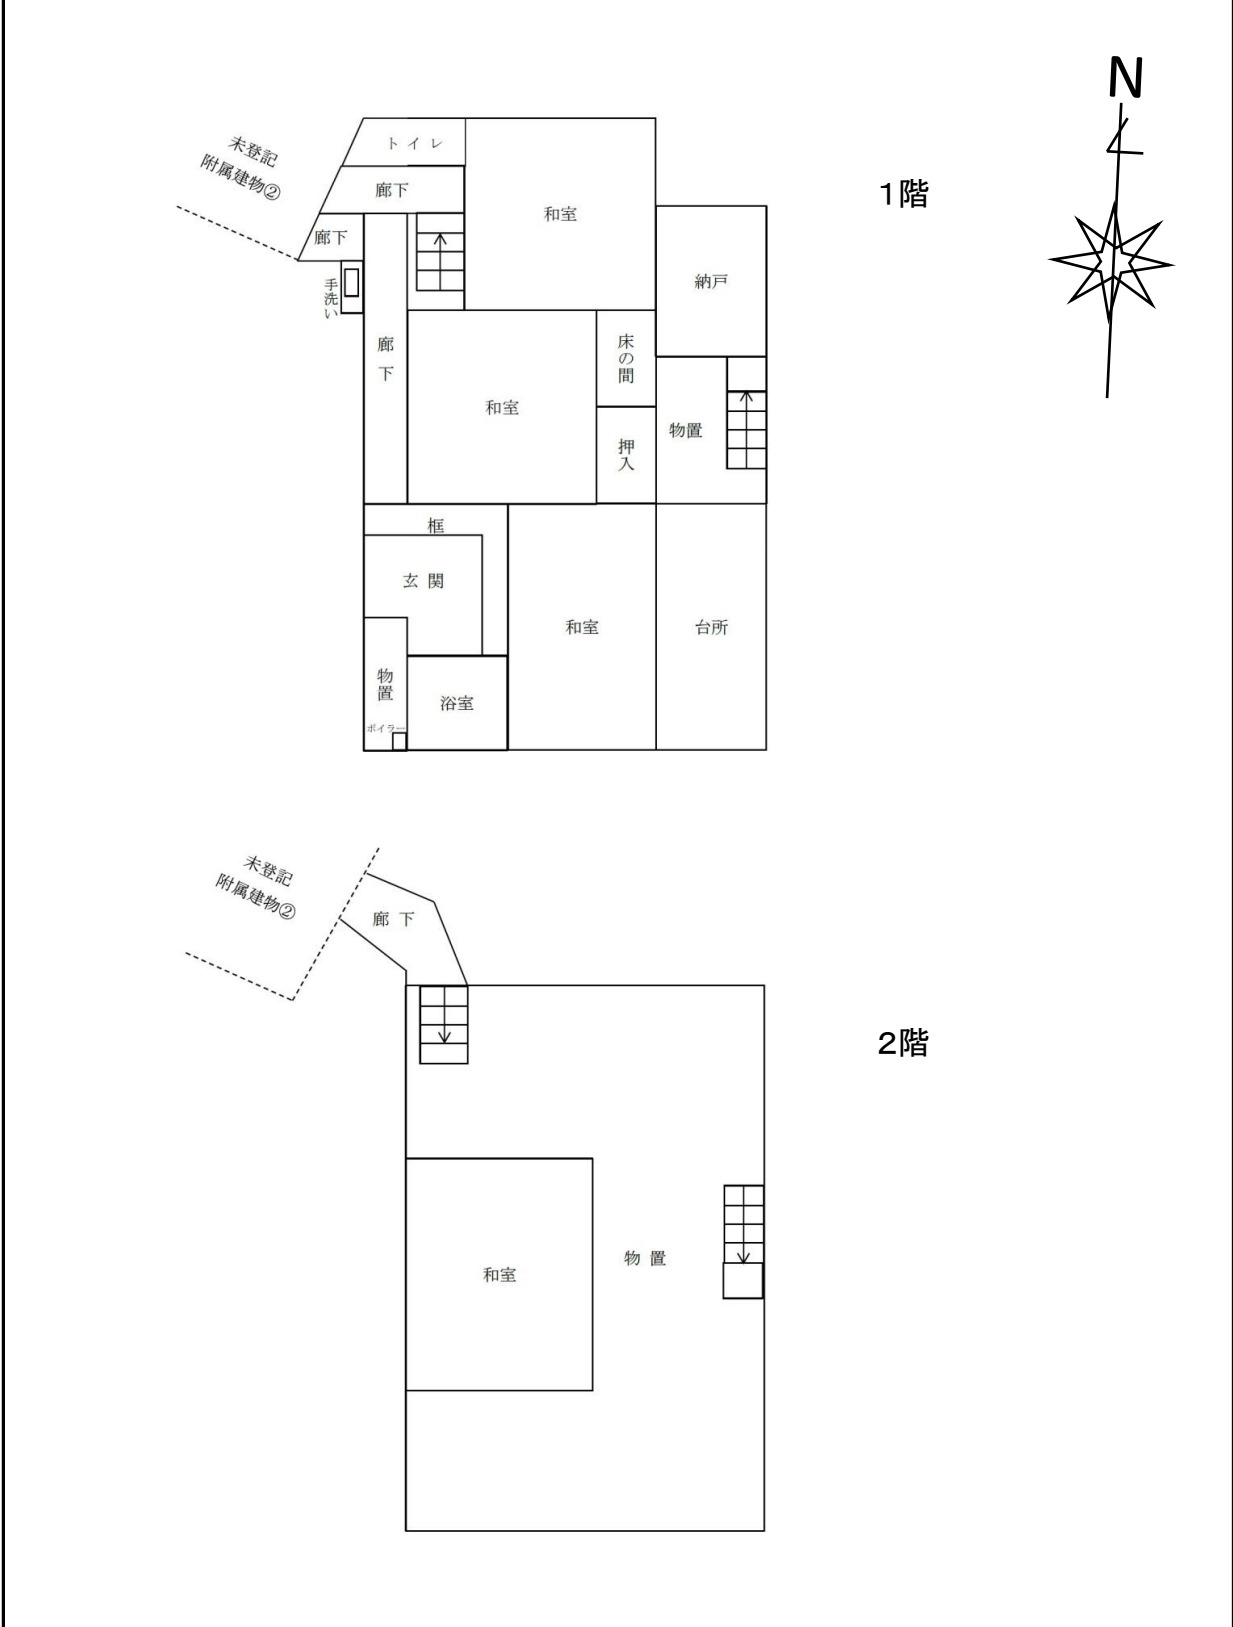 N
1階
未登記
附属建物②
トイレ
廊下
和室
廊下
納戸
手洗い
廊下
床の間
和室
物置
押入
框
玄関
和室
台所
物置
浴室
ボイラー
2階
未登記
附属建物②
廊下
物置
和室